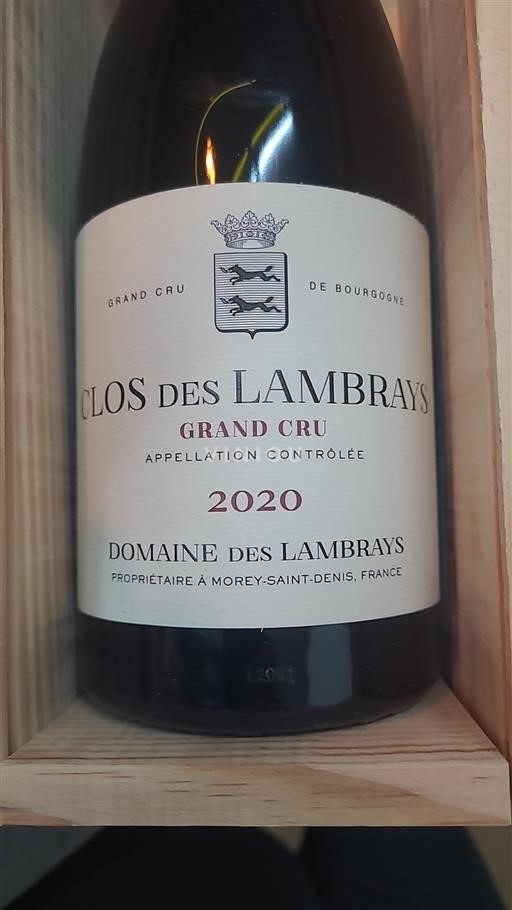 GRAND CRU DE BOURGOGNE
CLOS DES LAMBRAYS
GRAND CRU
APPELLATION CONTRÔLÉE
2020
DOMAINE DES LAMBRAYS
PROPRIÉTAIRE À MOREY-SAINT-DENIS, FRANCE